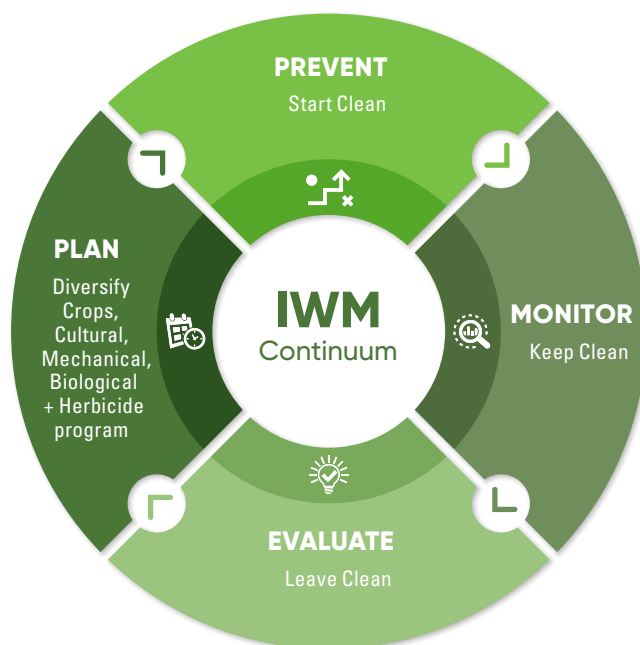 PREVENT
Start Clean
PLAN
Diversify
Crops,
Cultural,
Mechanical,
Biological
+ Herbicide
program
IWM
Continuum
MONITOR
Keep Clean
EVALUATE
Leave Clean